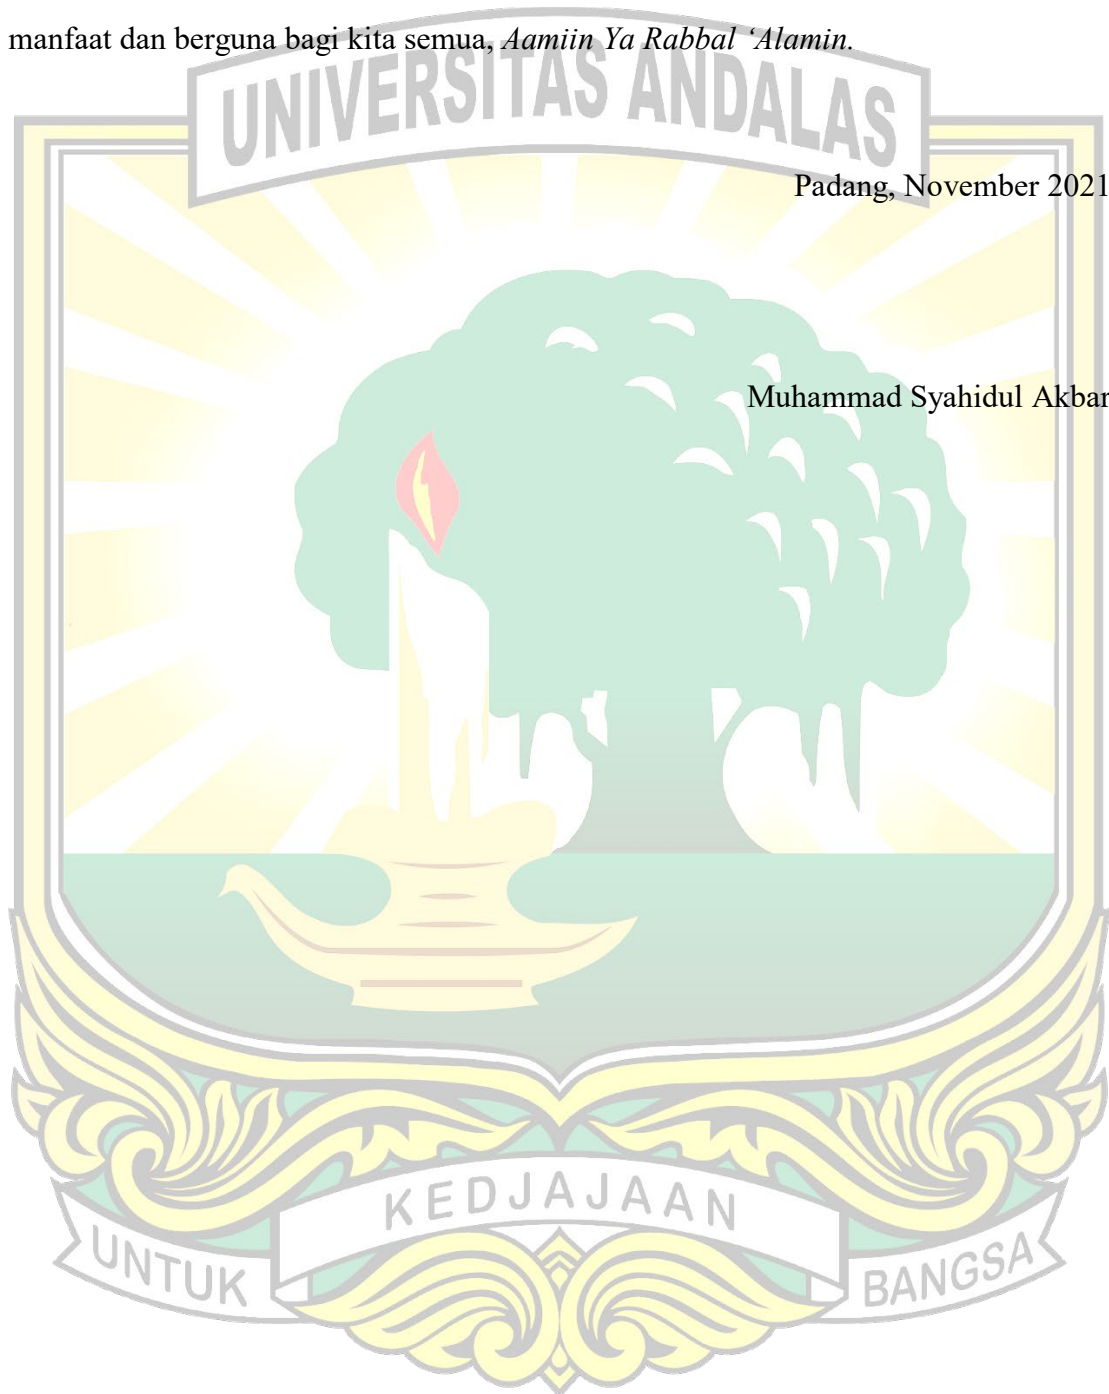 manfaat dan berguna bagi kita semua, Aamiin Ya Rabbal ‘Alamin.
UNIVERSITAS ANDALAS
Padang, November 2021
Muhammad Syahidul Akbar
UNTUK KEDJAJAAN BANGSA